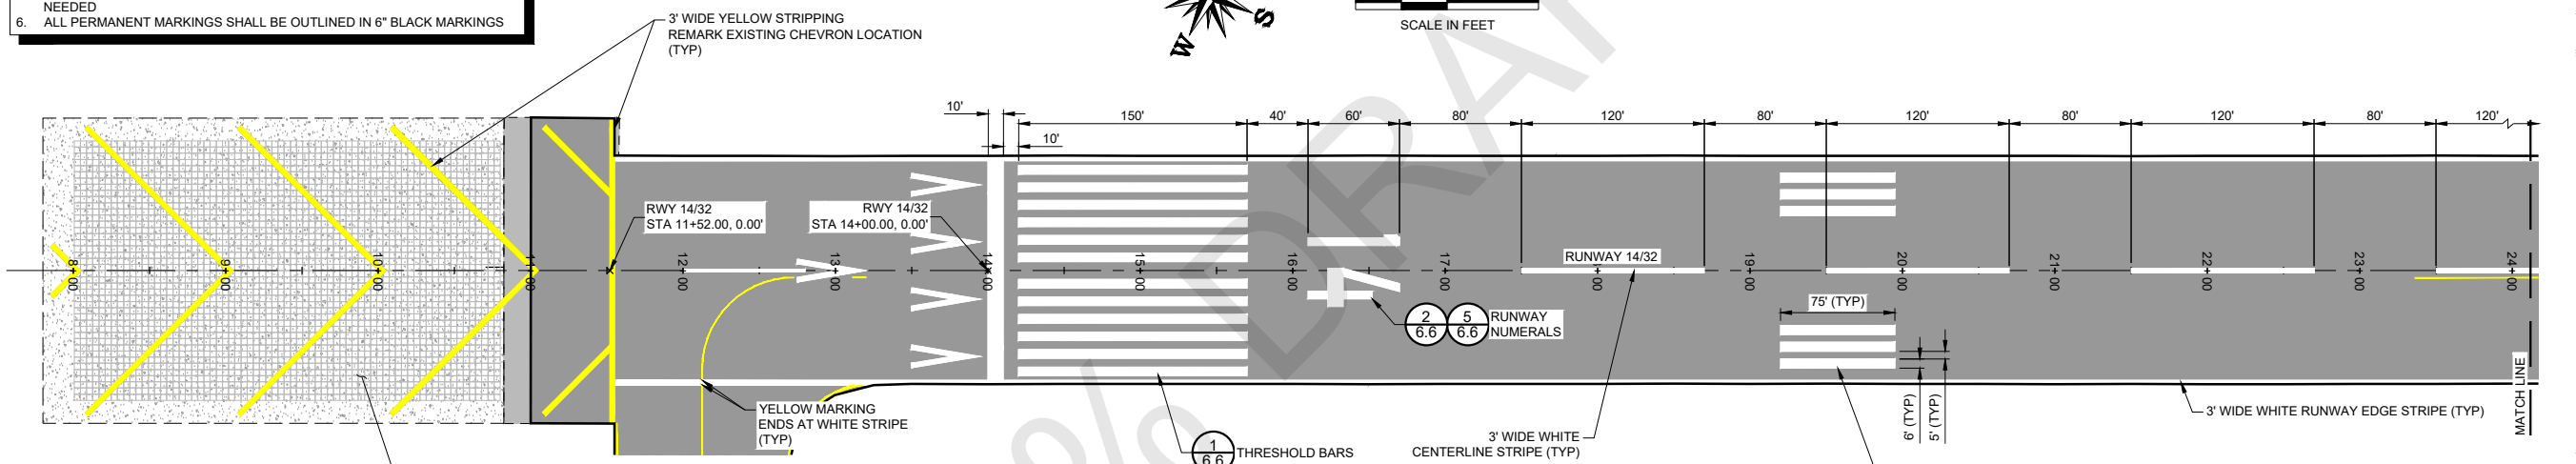 NEEDED
6. ALL PERMANENT MARKINGS SHALL BE OUTLINED IN 6" BLACK MARKINGS
3' WIDE YELLOW STRIPPING
REMARK EXISTING CHEVRON LOCATION
(TYP)
W
S
SCALE IN FEET
% DRA
10'
10'
150'
40'
60'
80'
120'
80'
120'
80'
120'
80'
120'
RWY 14/32
STA 11+52.00, 0.00'
RWY 14/32
STA 14+00.00, 0.00'
RUNWAY 14/32
8+00
9+00
10+00
12+00
13+00
14+00
15+00
16+00
17+00
19+00
20+00
21+00
22+00
23+00
24+00
14
75' (TYP)
2
6.6
5
6.6
RUNWAY
NUMERALS
6' (TYP)
5' (TYP)
YELLOW MARKING
ENDS AT WHITE STRIPE
(TYP)
1
6.6
THRESHOLD BARS
3' WIDE WHITE
CENTERLINE STRIPE (TYP)
3' WIDE WHITE RUNWAY EDGE STRIPE (TYP)
MATCH LINE